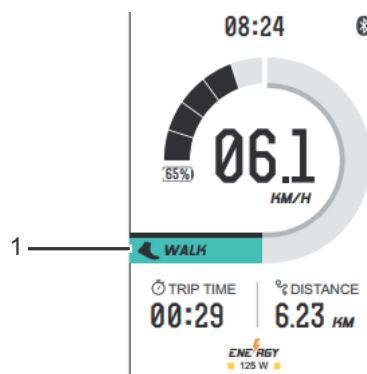 08:24
65%
06.1
KM/H
1
WALK
TRIP TIME DISTANCE
00:29 6.23 KM
ENERGY
125 W